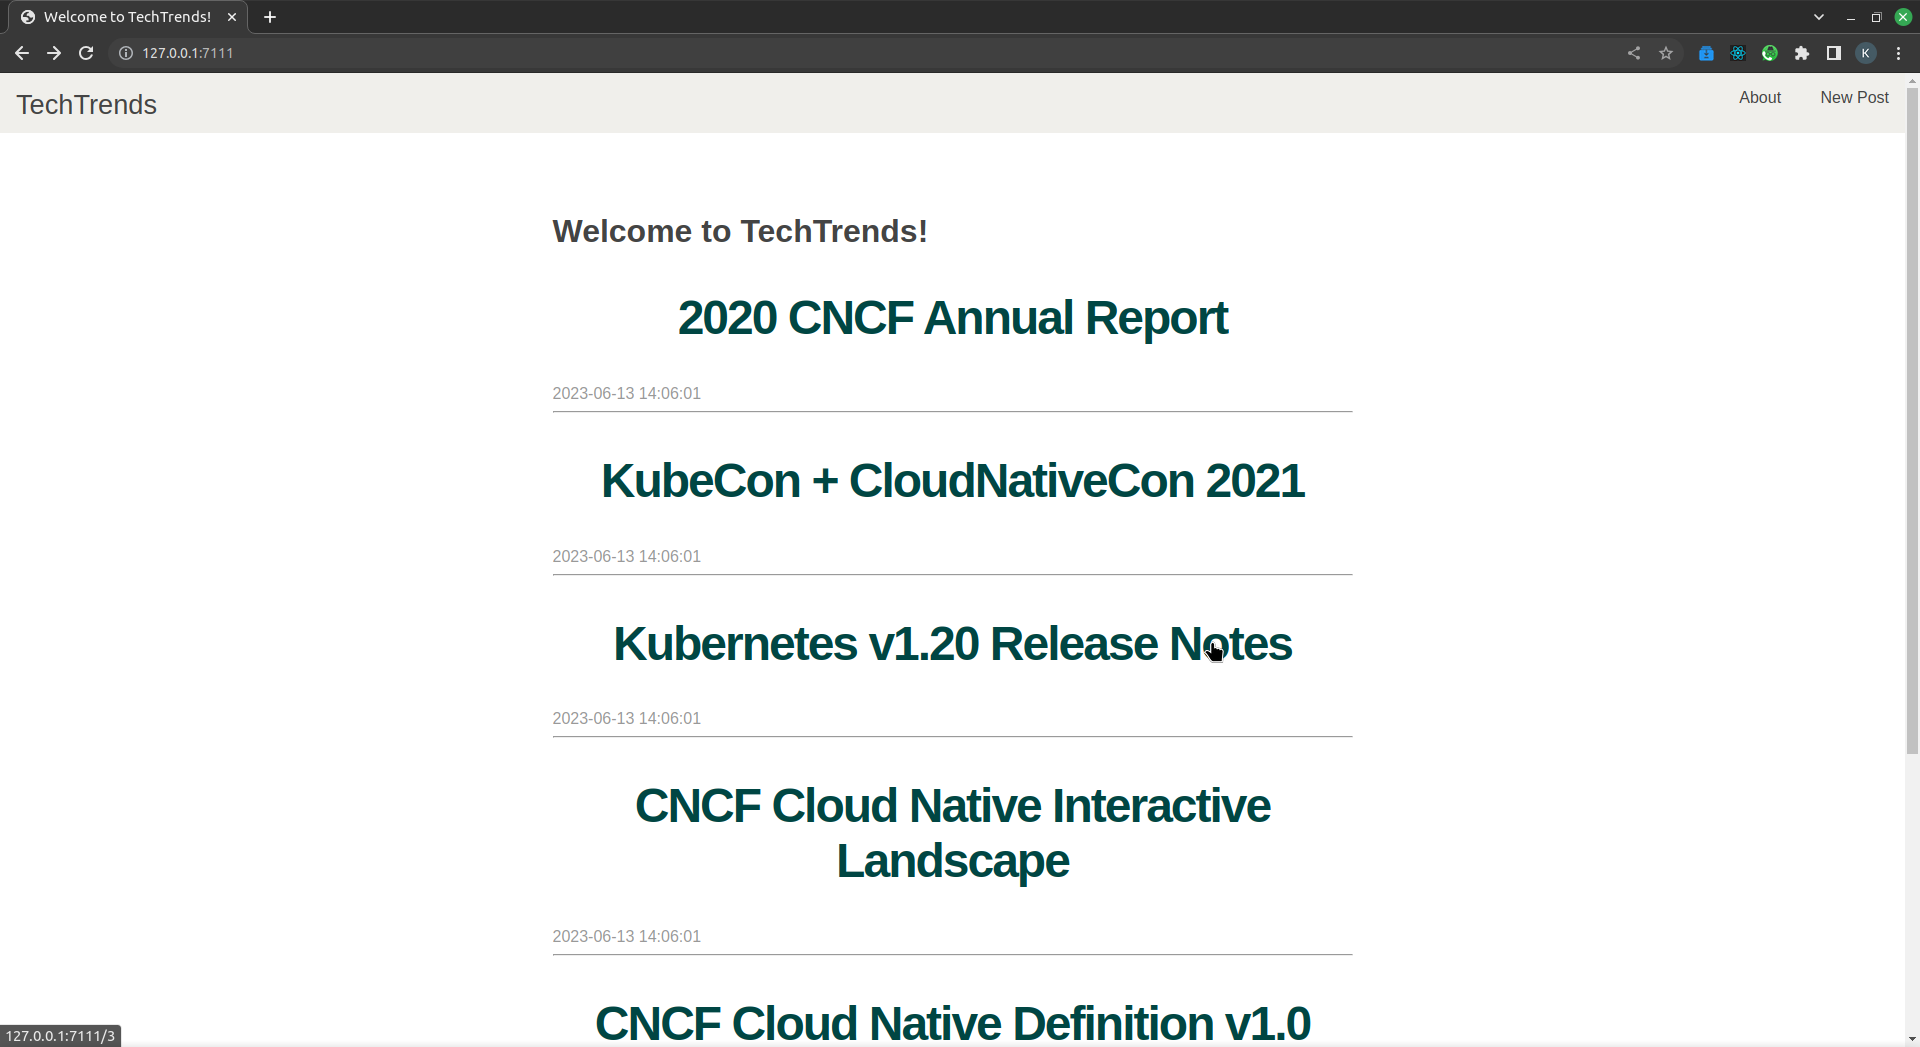 Welcome to TechTrends!
127.0.0.1:7111
K
TechTrends
About
New Post
Welcome to TechTrends!
2020 CNCF Annual Report
2023-06-13 14:06:01
KubeCon + CloudNativeCon 2021
2023-06-13 14:06:01
Kubernetes v1.20 Release Notes
2023-06-13 14:06:01
CNCF Cloud Native Interactive
Landscape
2023-06-13 14:06:01
CNCF Cloud Native Definition v1.0
127.0.0.1:7111/3